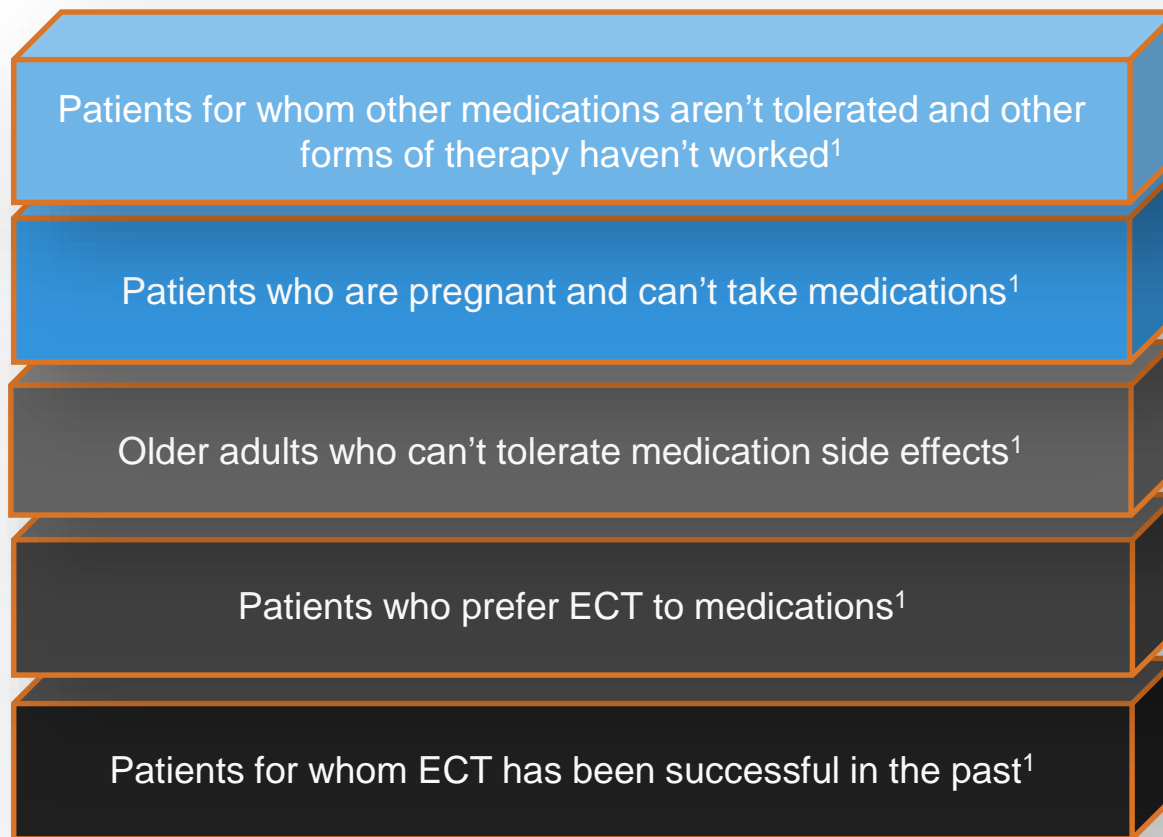 Patients for whom other medications aren’t tolerated and other
forms of therapy haven’t worked¹
Patients who are pregnant and can’t take medications¹
Older adults who can’t tolerate medication side effects¹
Patients who prefer ECT to medications¹
Patients for whom ECT has been successful in the past¹